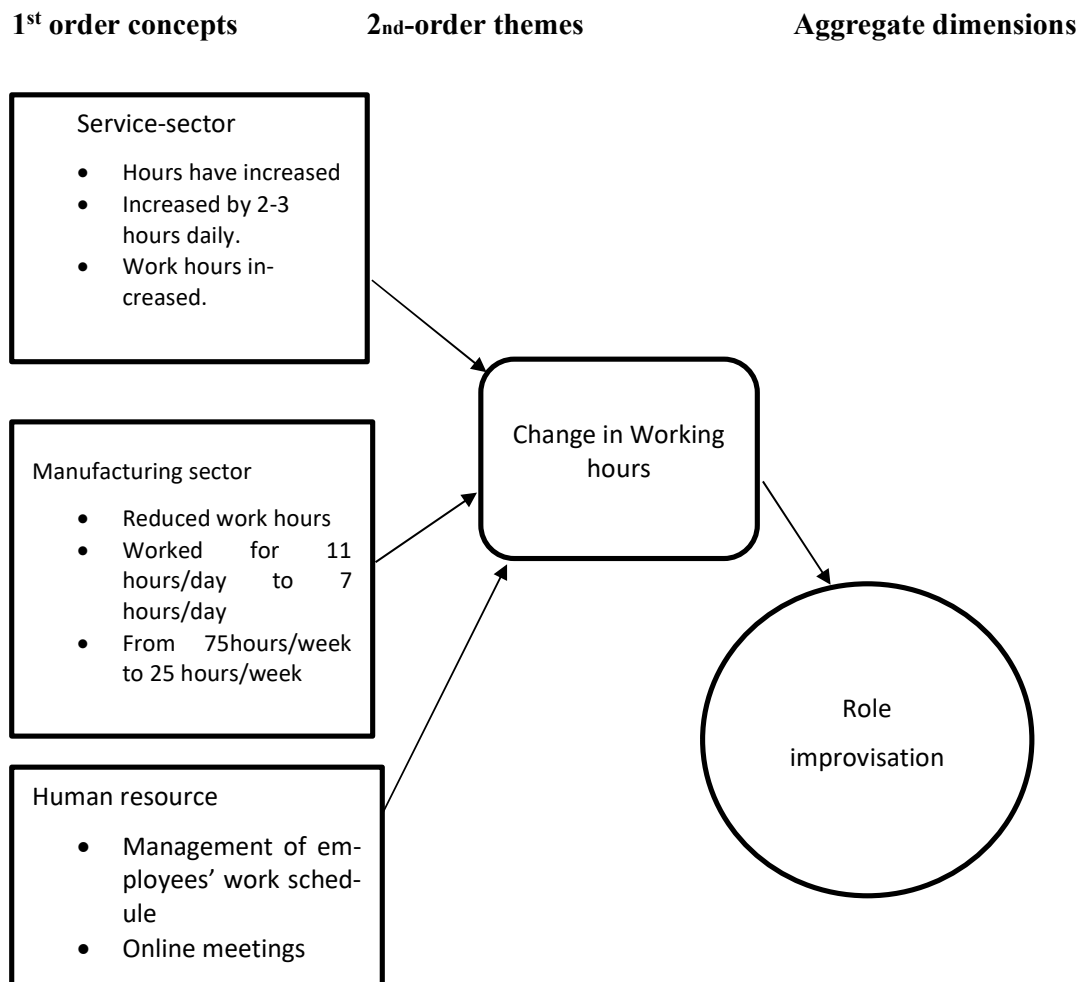 1st order concepts 2nd-order themes Aggregate dimensions
Service-sector
• Hours have increased
• Increased by 2-3
hours daily.
• Work hours in-
creased.
Change in Working
hours
Manufacturing sector
• Reduced work hours
• Worked for 11
hours/day to 7
hours/day
• From 75hours/week
to 25 hours/week
Role
improvisation
Human resource
• Management of em-
ployees’ work sched-
ule
• Online meetings